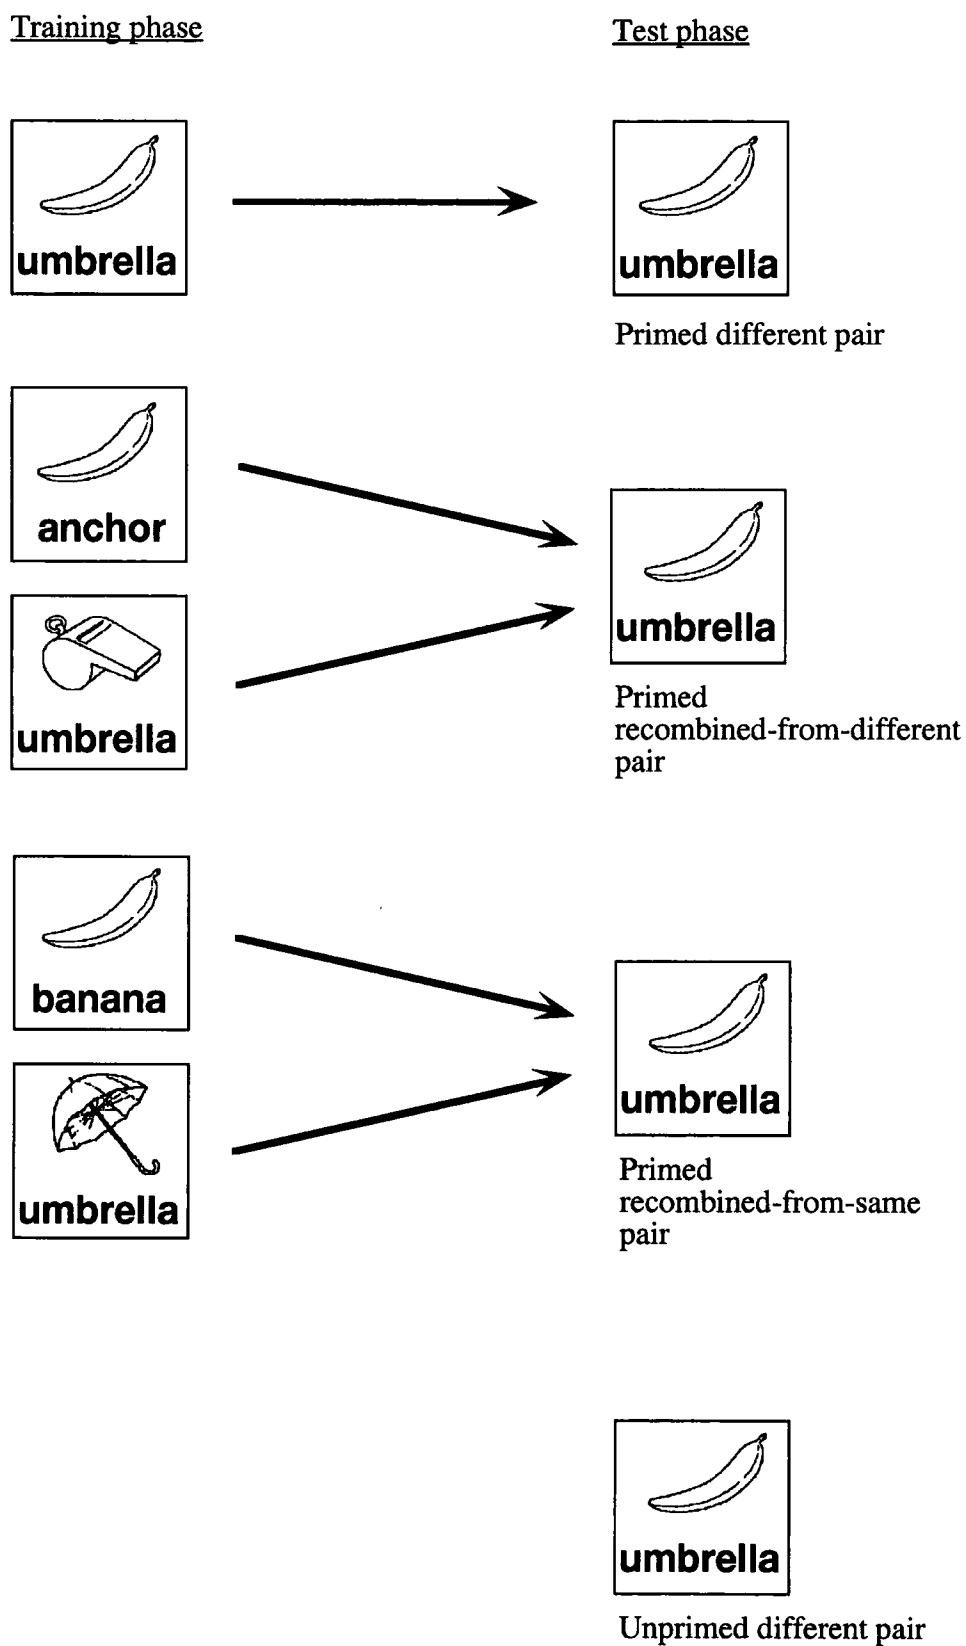 Training phase
Test phase
umbrella
umbrella
Primed different pair
anchor
umbrella
umbrella
Primed
recombined-from-different
pair
banana
umbrella
umbrella
Primed
recombined-from-same
pair
umbrella
Unprimed different pair